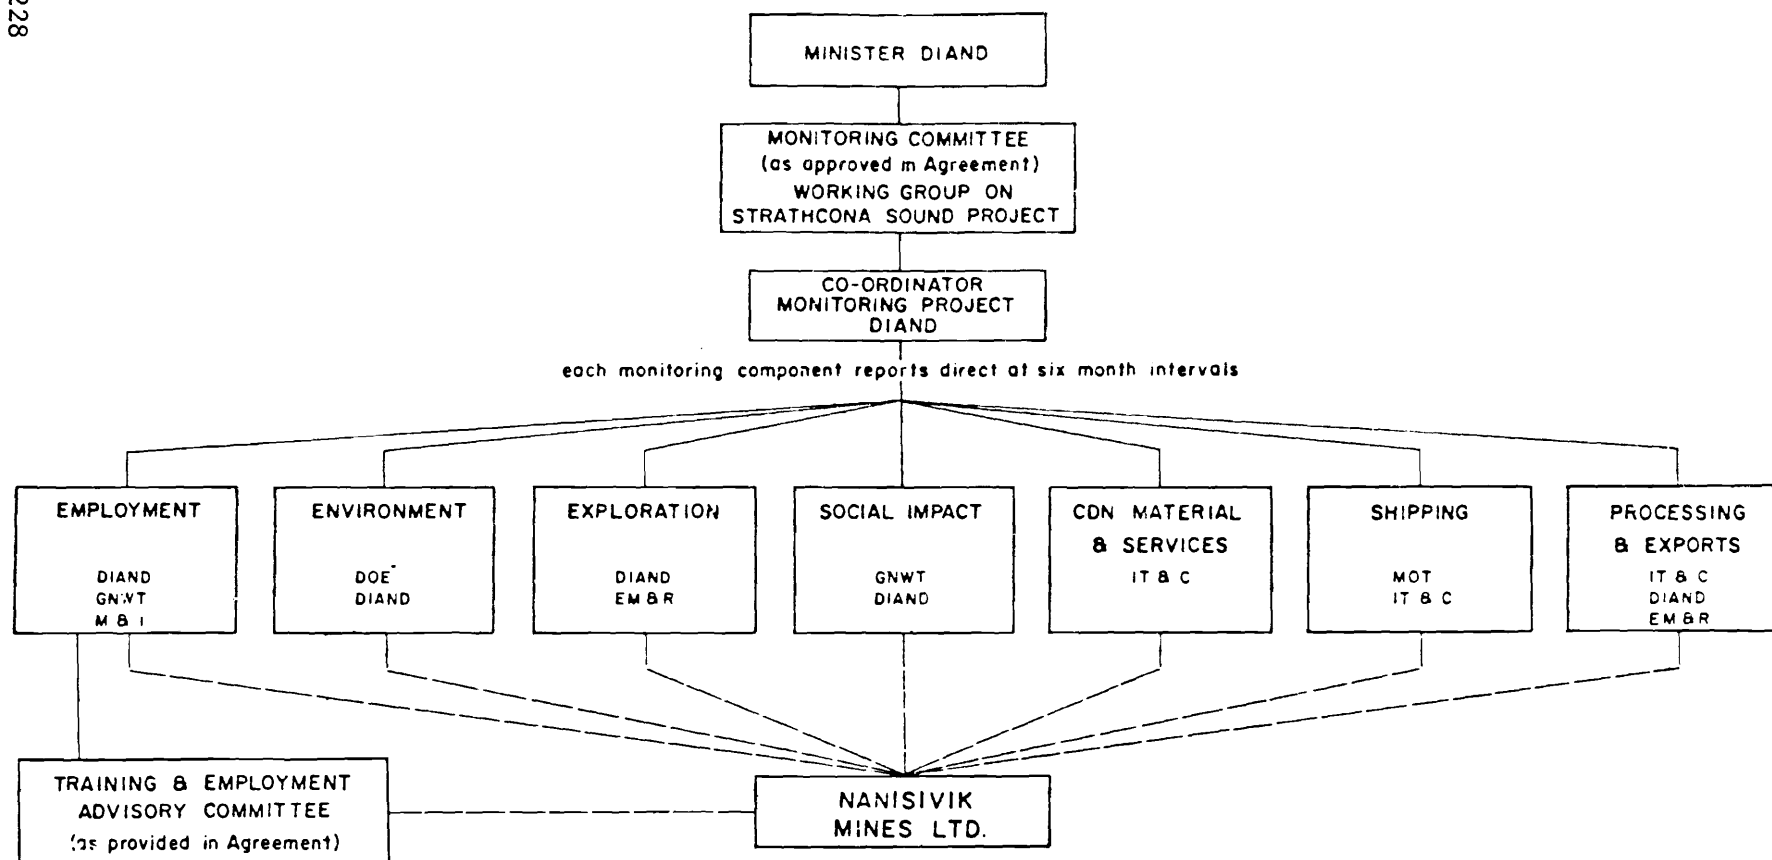 228
MINISTER DIAND
MONITORING COMMITTEE
(as approved m Agreement)
WORKING GROUP ON
STRATHCONA SOUND PROJECT
CO-ORDINATOR
MONITORING PROJECT
DIAND
each monitoring component reports direct at six month intervals
EMPLOYMENT
DIAND
GNWT
M & I
ENVIRONMENT
DOE
DIAND
EXPLORATION
DIAND
EM & R
SOCIAL IMPACT
GNWT
DIAND
CDN MATERIAL
& SERVICES
IT & C
SHIPPING
MOT
IT & C
PROCESSING
& EXPORTS
IT & C
DIAND
EM & R
TRAINING & EMPLOYMENT
ADVISORY COMMITTEE
(as provided in Agreement)
NANISIVIK
MINES LTD.